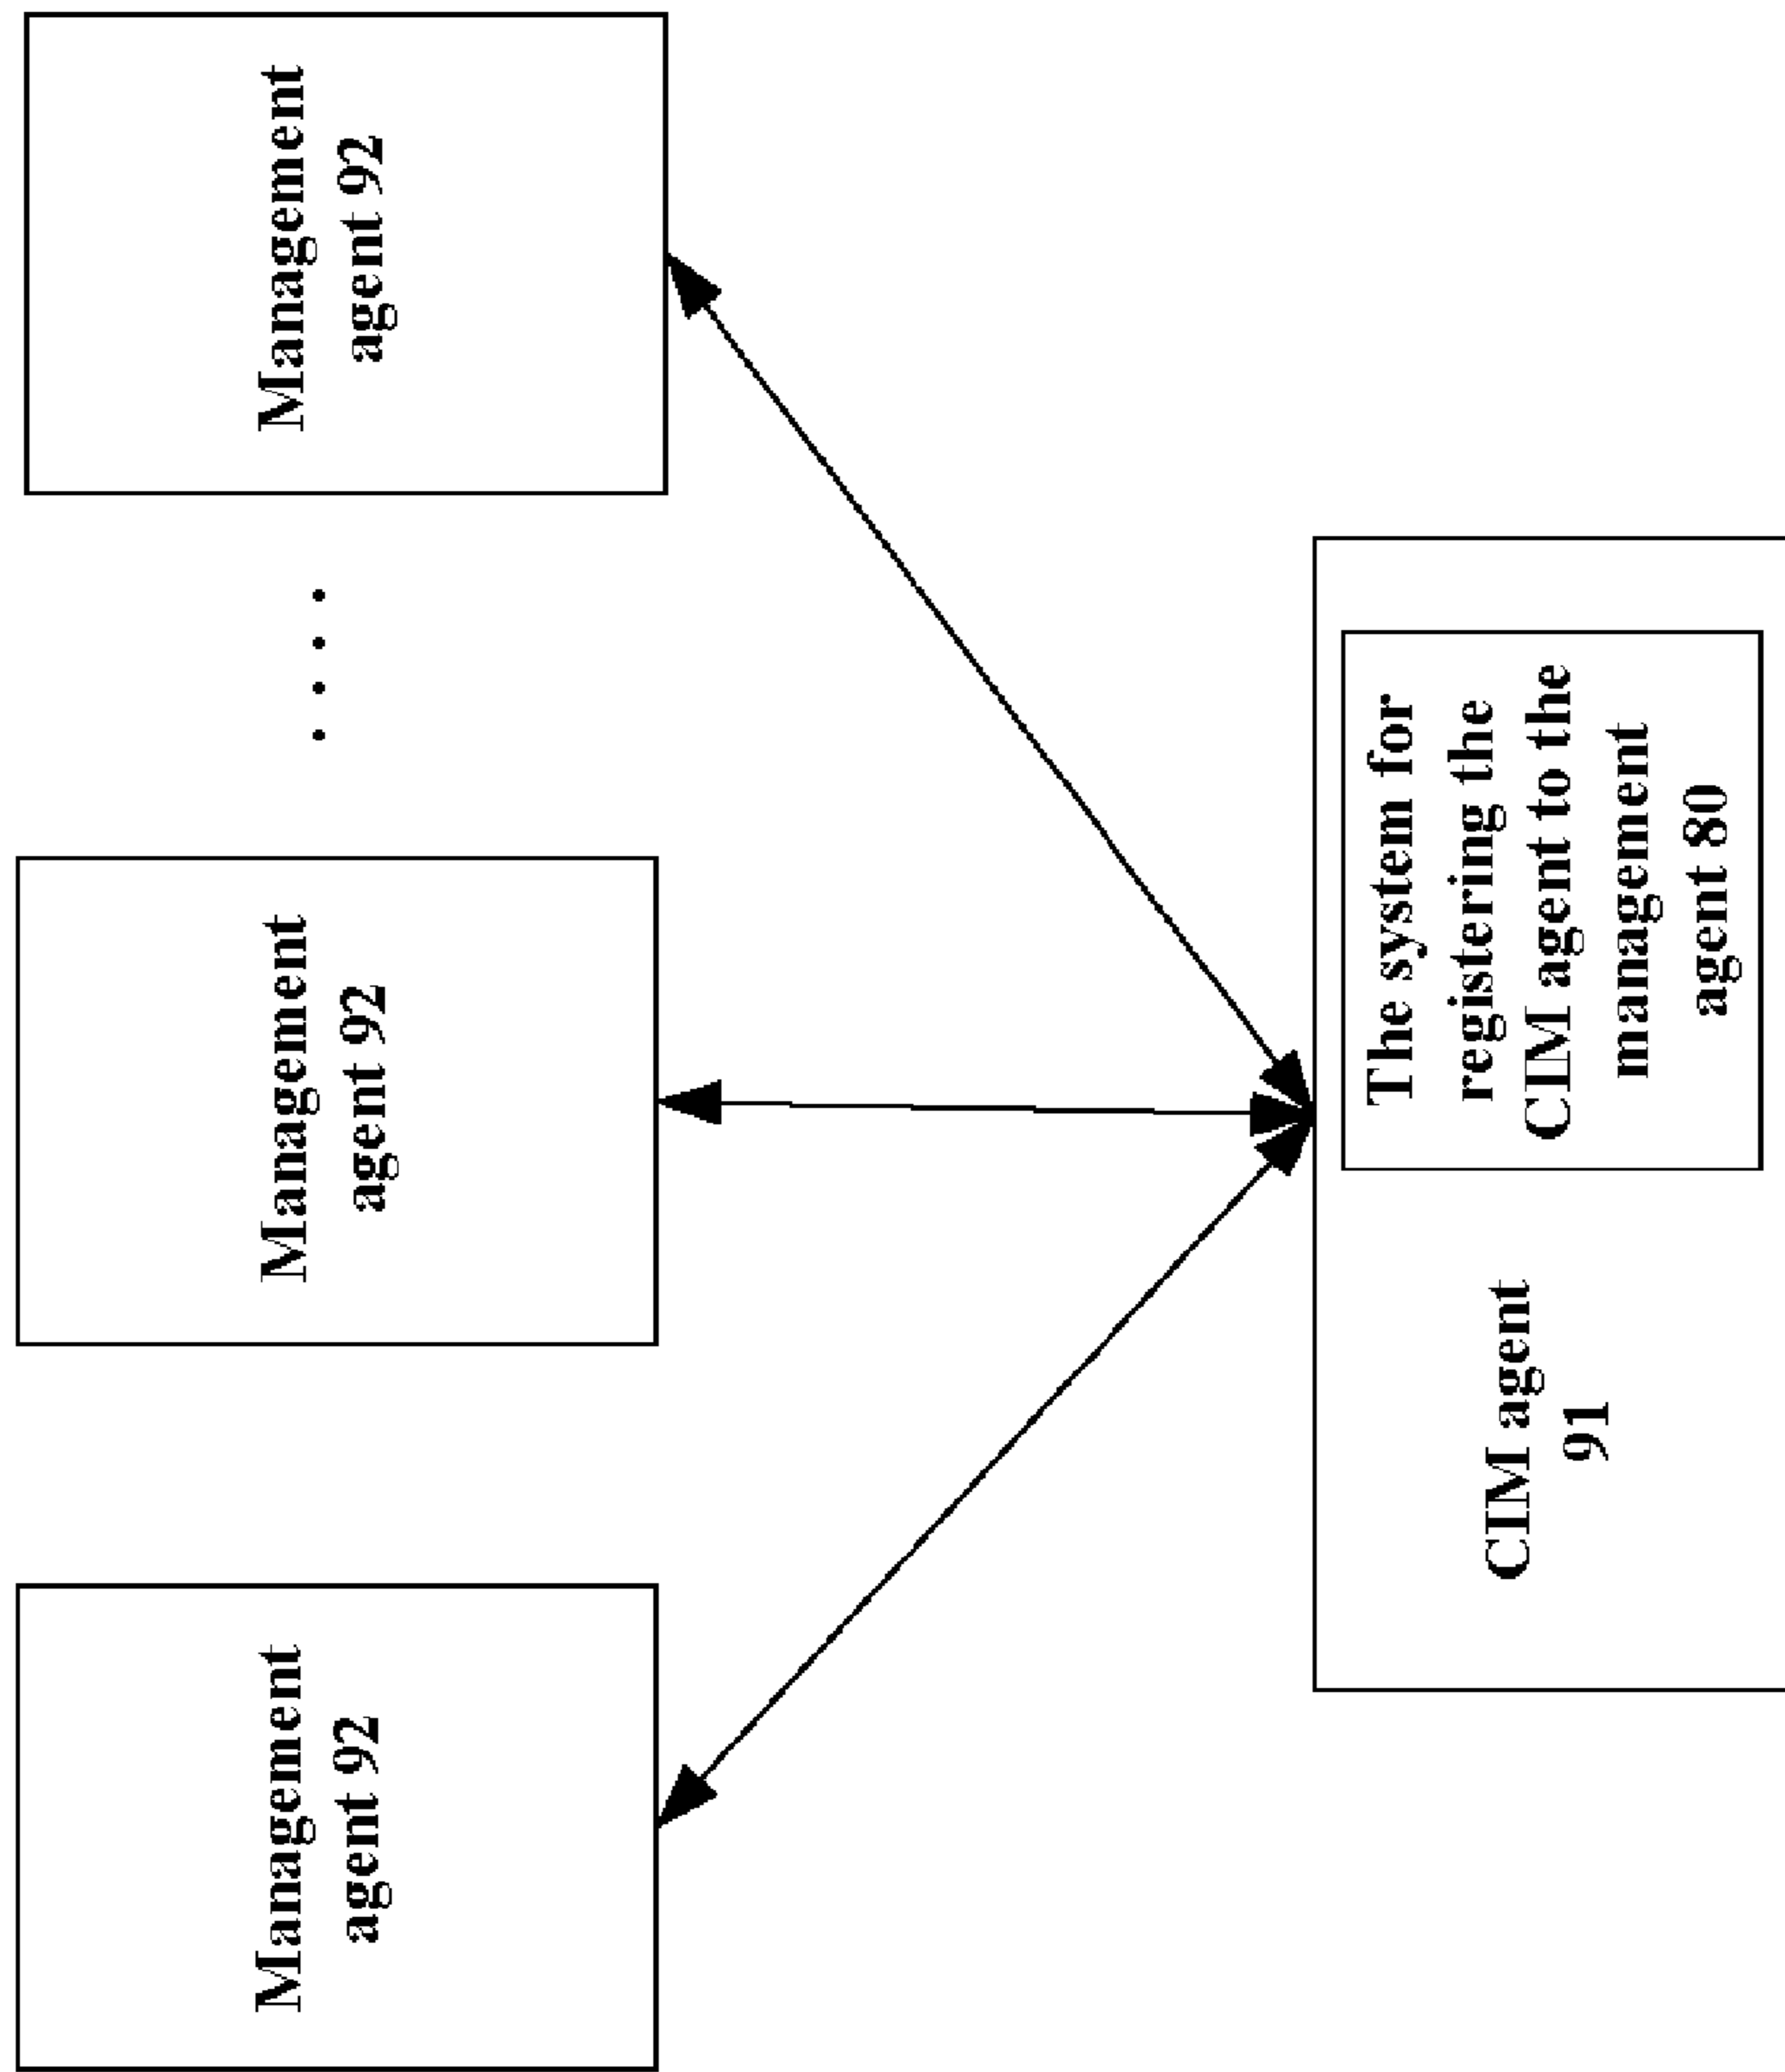 Management
agent 92
Management
agent 92
. . . .
Management
agent 92
CIM agent
91
The system for
registering the
CIM agent to the
management
agent 80